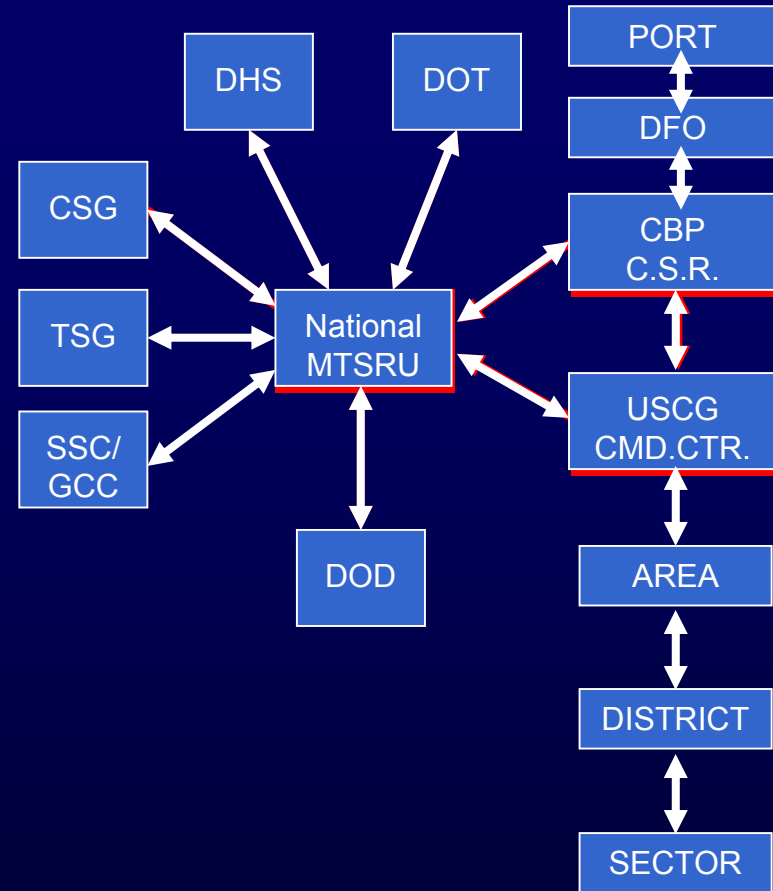 PORT
DHS
DOT
DFO
CSG
CBP
C.S.R.
TSG
National
MTSRU
SSC/
GCC
USCG
CMD.CTR.
DOD
AREA
DISTRICT
SECTOR